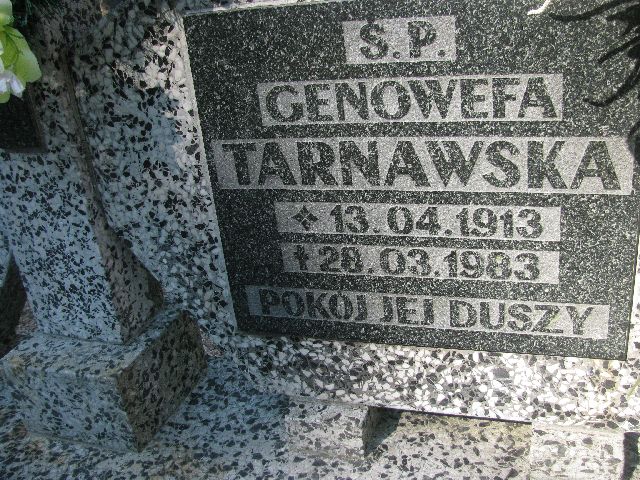 Ś.P.
GENOWEFA
TARNAWSKA
✶ 13.04.1913
✝ 28.03.1983
POKÓJ JEJ DUSZY